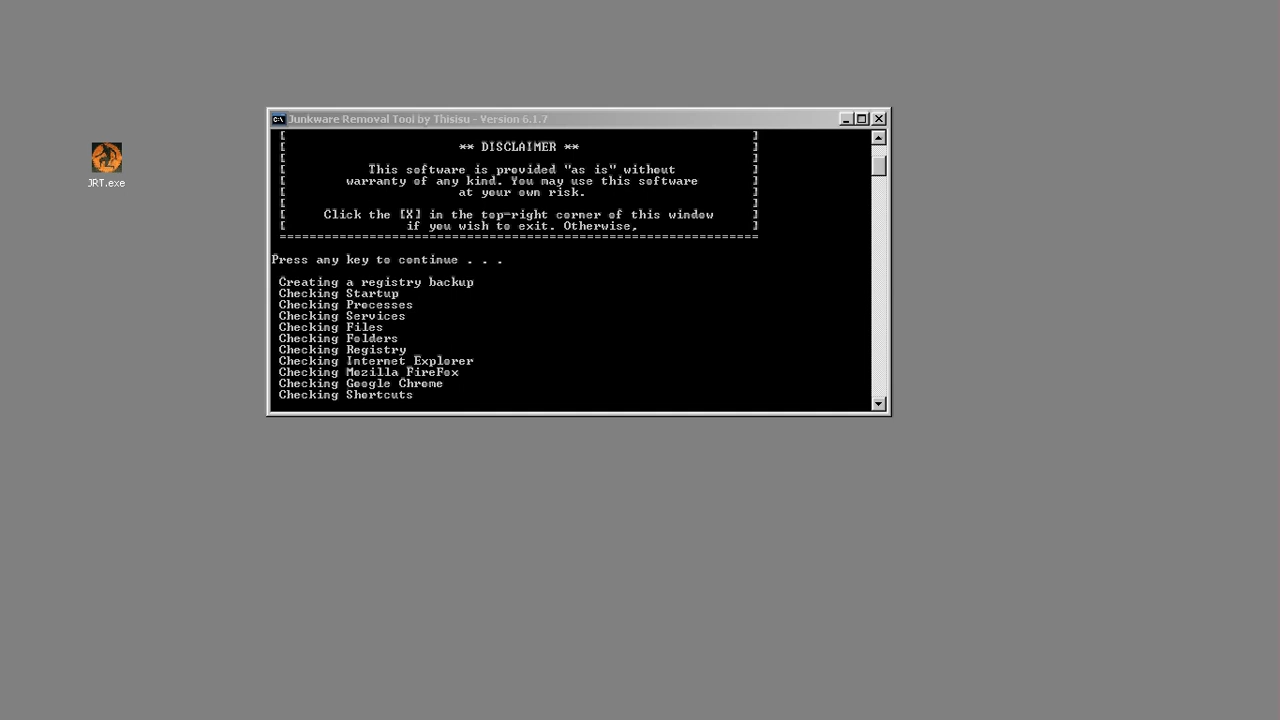 Junkware Removal Tool by Thisisu - Version 6.1.7
[ ]
[ ** DISCLAIMER ** ]
[ ]
[ This software is provided "as is" without ]
[ warranty of any kind. You may use this software ]
[ at your own risk. ]
[ ]
[ Click the [X] in the top-right corner of this window ]
[ if you wish to exit. Otherwise, ]
================================================================
Press any key to continue . . .
Creating a registry backup
Checking Startup
Checking Processes
Checking Services
Checking Files
Checking Folders
Checking Registry
Checking Internet Explorer
Checking Mozilla FireFox
Checking Google Chrome
Checking Shortcuts
JRT.exe